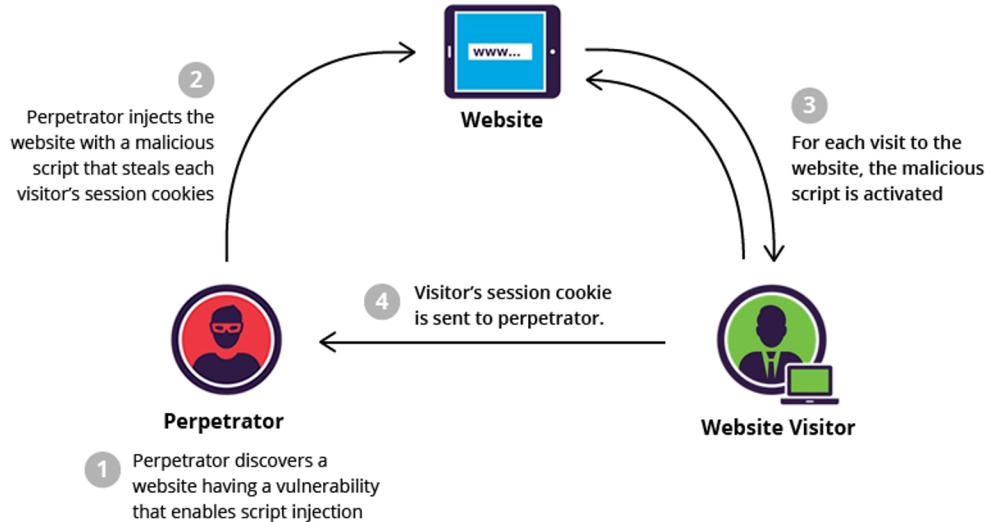 www...
Website
2
Perpetrator injects the
website with a malicious
script that steals each
visitor’s session cookies
3
For each visit to the
website, the malicious
script is activated
4
Visitor’s session cookie
is sent to perpetrator.
Perpetrator
Website Visitor
1
Perpetrator discovers a
website having a vulnerability
that enables script injection